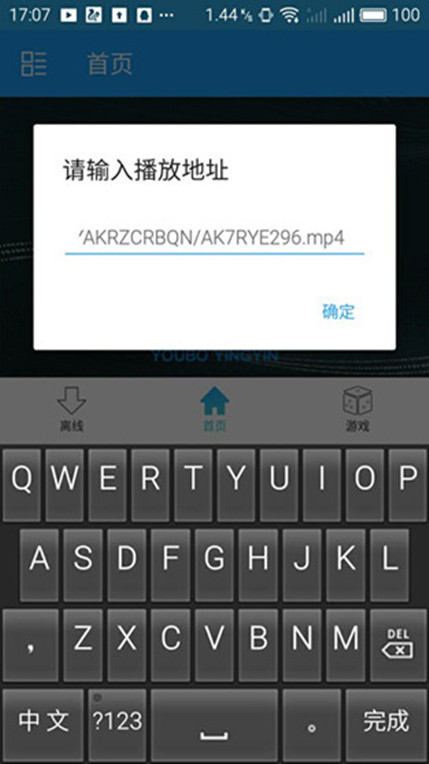 17:07 1.44 K/s 100
首页
请输入播放地址
YAKRZCRBQN/AK7RYE296.mp4
确定
YOUBO YINGYIN
离线 首页 游戏
Q W E R T Y U I O P
A S D F G H J K L
, Z X C V B N M DEL
中文 ?123 。 完成